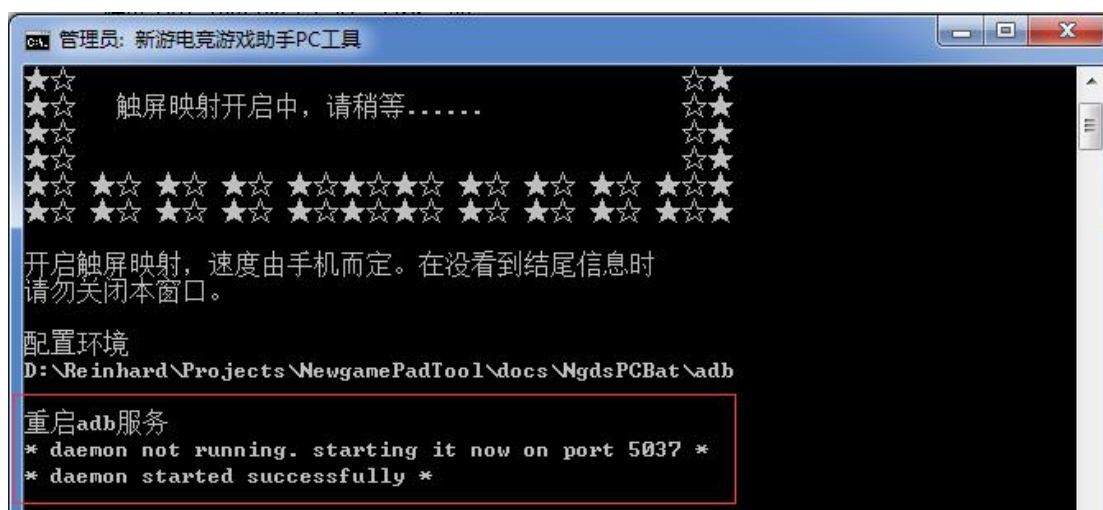 管理员: 新游电竞游戏助手PC工具
★☆ ☆★
★☆ 触屏映射开启中，请稍等...... ☆★
★☆ ☆★
★☆ ☆★
★☆ ★☆ ★☆ ★☆ ★☆★☆★☆ ★☆ ★☆ ★☆ ★☆★
★☆ ★☆ ★☆ ★☆ ★☆★☆★☆ ★☆ ★☆ ★☆ ★☆★
开启触屏映射，速度由手机而定。在没看到结尾信息时
请勿关闭本窗口。
配置环境
D:\Reinhard\Projects\NewgamePadTool\docs\NgdsPCBat\adb
重启adb服务
* daemon not running. starting it now on port 5037 *
* daemon started successfully *